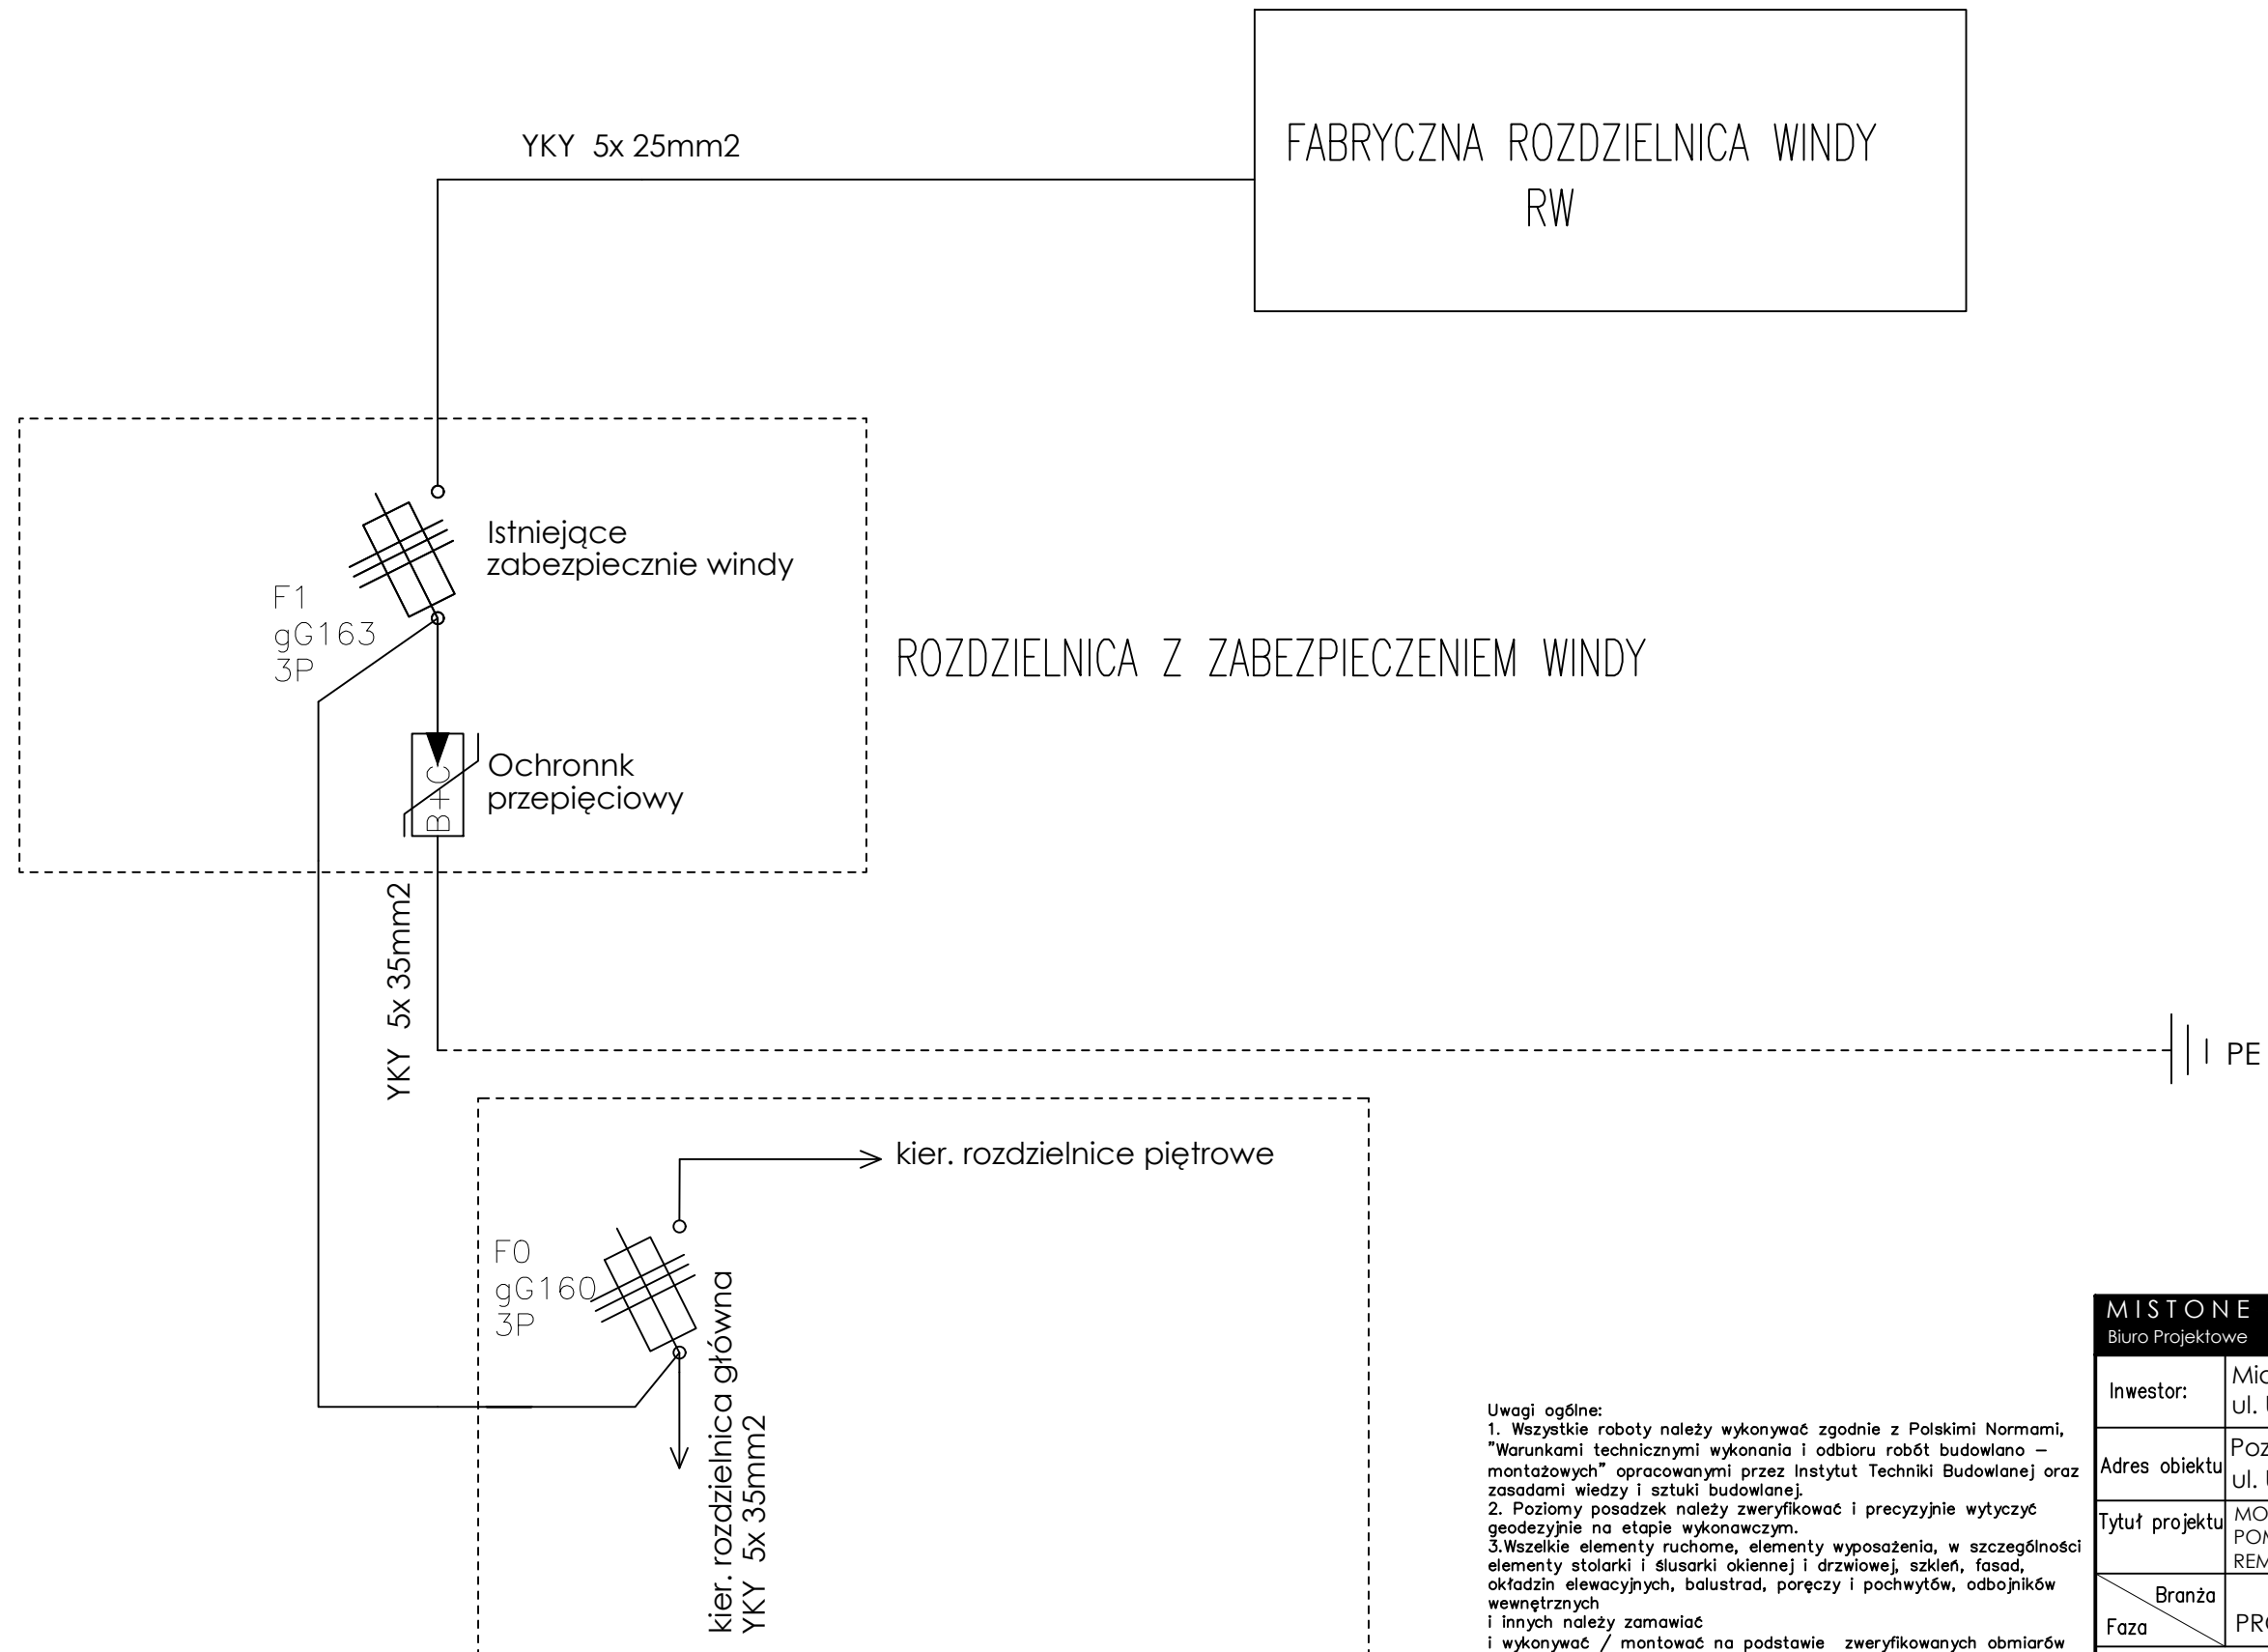 YKY 5x 25mm2
FABRYCZNA ROZDZIELNICA WINDY
RW
Istniejące
zabezpiecznie windy
F1
gG163
3P
ROZDZIELNICA Z ZABEZPIECZENIEM WINDY
B+C
Ochronnk
przepięciowy
YKY 5x 35mm2
PE
kier. rozdzielnice piętrowe
F0
gG160
3P
kier. rozdzielnica główna
YKY 5x 35mm2
Uwagi ogólne:
1. Wszystkie roboty należy wykonywać zgodnie z Polskimi Normami,
"Warunkami technicznymi wykonania i odbioru robót budowlano –
montażowych" opracowanymi przez Instytut Techniki Budowlanej oraz
zasadami wiedzy i sztuki budowlanej.
2. Poziomy posadzek należy zweryfikować i precyzyjnie wytyczyć
geodezyjnie na etapie wykonawczym.
3.Wszelkie elementy ruchome, elementy wyposażenia, w szczególności
elementy stolarki i ślusarki okiennej i drzwiowej, szkleń, fasad,
okładzin elewacyjnych, balustrad, poręczy i pochwytów, odbojników
wewnętrznych
i innych należy zamawiać
i wykonywać / montować na podstawie zweryfikowanych obmiarów
MISTONE
Biuro Projektowe
Inwestor:
ul.
Adres obiektu
ul.
Tytuł projektu
Branża
Faza